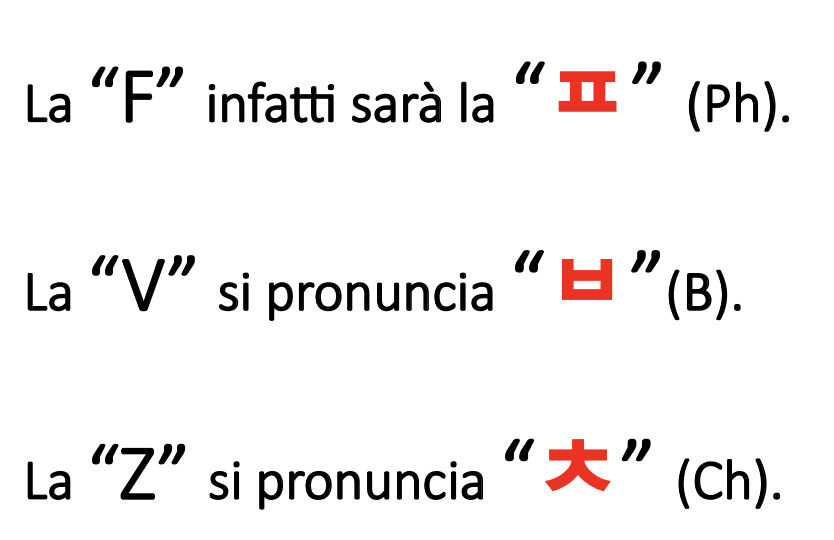 La “F” infatti sarà la “ㅍ” (Ph).
La “V” si pronuncia “ㅂ”(B).
La “Z” si pronuncia “ㅊ” (Ch).